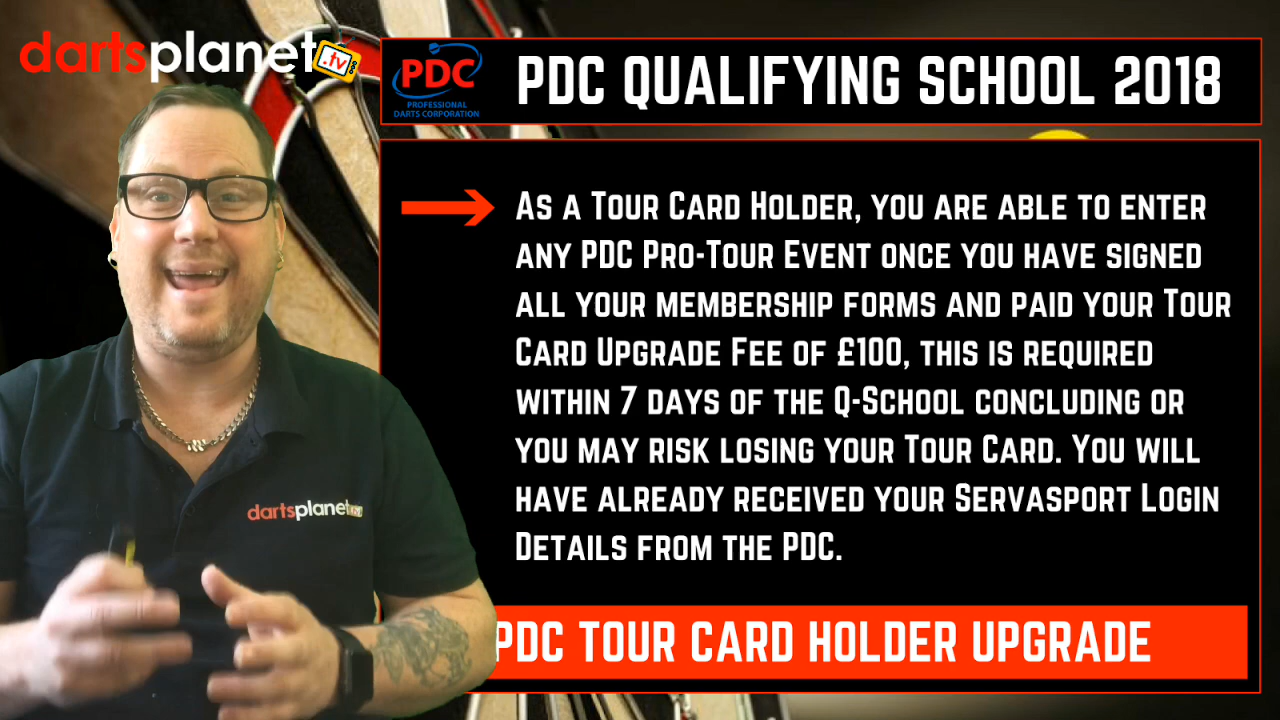 dartsplanet
.tv
PDC
PROFESSIONAL
DARTS CORPORATION
PDC QUALIFYING SCHOOL 2018
AS A TOUR CARD HOLDER, YOU ARE ABLE TO ENTER
ANY PDC PRO-TOUR EVENT ONCE YOU HAVE SIGNED
ALL YOUR MEMBERSHIP FORMS AND PAID YOUR TOUR
CARD UPGRADE FEE OF £100, THIS IS REQUIRED
WITHIN 7 DAYS OF THE Q-SCHOOL CONCLUDING OR
YOU MAY RISK LOSING YOUR TOUR CARD. YOU WILL
HAVE ALREADY RECEIVED YOUR SERVASPORT LOGIN
DETAILS FROM THE PDC.
dartsplanet
PDC TOUR CARD HOLDER UPGRADE